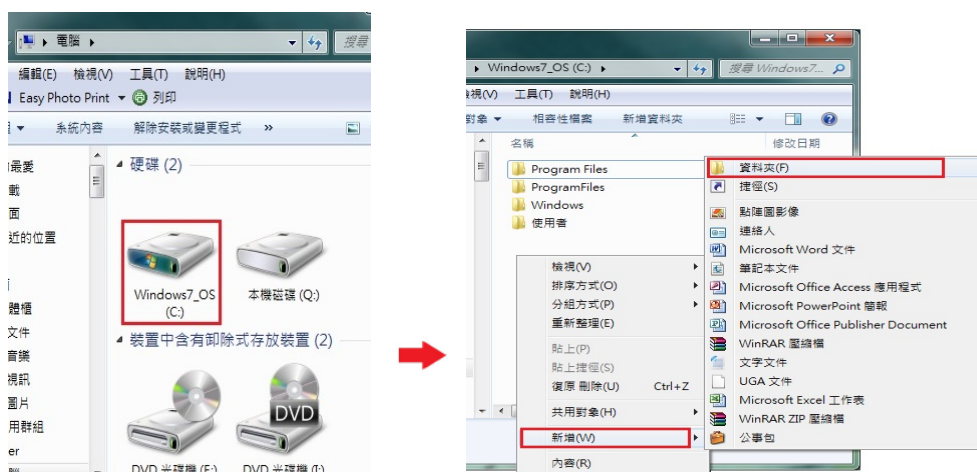 電腦
搜尋
編輯(E) 檢視(V) 工具(T) 說明(H)
Easy Photo Print 列印
系統內容 解除安裝或變更程式 »
最愛
載
面
近的位置
體櫃
文件
音樂
視訊
圖片
用群組
er
硬碟 (2)
Windows7_OS
(C:)
本機磁碟 (Q:)
裝置中含有卸除式存放裝置 (2)
DVD
DVD 光碟機 (F:) DVD 光碟機 (I:)
Windows7_OS (C:)
搜尋 Windows7...
檢視(V) 工具(T) 說明(H)
對象 相容性檔案 新增資料夾
名稱 修改日期
Program Files
ProgramFiles
Windows
使用者
檢視(V)
排序方式(O)
分組方式(P)
重新整理(E)
貼上(P)
貼上捷徑(S)
復原 刪除(U) Ctrl+Z
共用對象(H)
新增(W)
內容(R)
資料夾(F)
捷徑(S)
點陣圖影像
連絡人
Microsoft Word 文件
筆記本文件
Microsoft Office Access 應用程式
Microsoft PowerPoint 簡報
Microsoft Office Publisher Document
WinRAR 壓縮檔
文字文件
UGA 文件
Microsoft Excel 工作表
WinRAR ZIP 壓縮檔
公事包